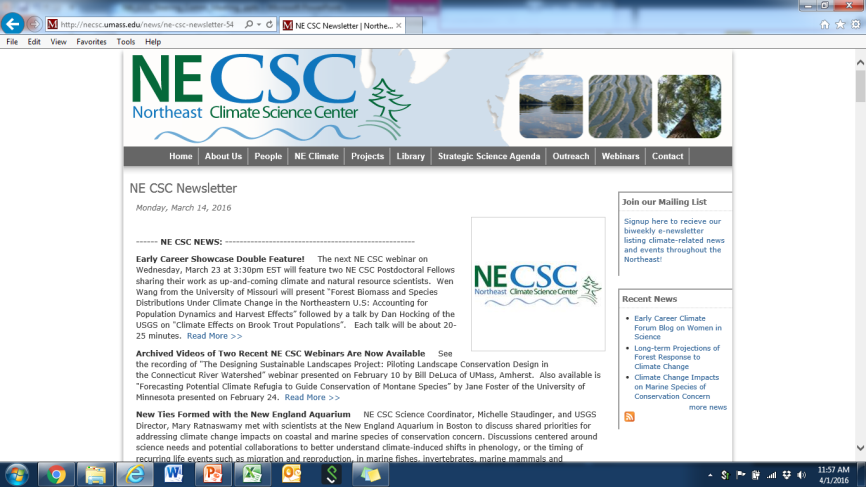 http://necsc.umass.edu/news/ne-csc-newsletter-54
NE CSC Newsletter | Northe...
File Edit View Favorites Tools Help
NECSC
Northeast Climate Science Center
Home About Us People NE Climate Projects Library Strategic Science Agenda Outreach Webinars Contact
NE CSC Newsletter
Monday, March 14, 2016
------ NE CSC NEWS: --------------------------------------------------
Early Career Showcase Double Feature! The next NE CSC webinar on
Wednesday, March 23 at 3:30pm EST will feature two NE CSC Postdoctoral Fellows
sharing their work as up-and-coming climate and natural resource scientists. Wen
Wang from the University of Missouri will present "Forest Biomass and Species
Distributions Under Climate Change in the Northeastern U.S: Accounting for
Population Dynamics and Harvest Effects" followed by a talk by Dan Hocking of the
USGS on "Climate Effects on Brook Trout Populations". Each talk will be about 20-
25 minutes. Read More >>
NECSC
Northeast Climate Science Center
Archived Videos of Two Recent NE CSC Webinars Are Now Available See
the recording of "The Designing Sustainable Landscapes Project: Piloting Landscape Conservation Design in
the Connecticut River Watershed" webinar presented on February 10 by Bill DeLuca of UMass, Amherst. Also available is
"Forecasting Potential Climate Refugia to Guide Conservation of Montane Species" by Jane Foster of the University of
Minnesota presented on February 24. Read More >>
New Ties Formed with the New England Aquarium NE CSC Science Coordinator, Michelle Staudinger, and USGS
Director, Mary Ratnaswamy met with scientists at the New England Aquarium in Boston to discuss shared priorities for
addressing climate change impacts on coastal and marine species of conservation concern. Discussions centered around
science needs and potential collaborations to better understand climate-induced shifts in phenology, or the timing of
recurring life events such as migration and reproduction, in marine fishes, invertebrates, marine mammals and
Join our Mailing List
Signup here to recieve our
biweekly e-newsletter
listing climate-related news
and events throughout the
Northeast!
Recent News
Early Career Climate
Forum Blog on Women in
Science
Long-term Projections of
Forest Response to
Climate Change
Climate Change Impacts
on Marine Species of
Conservation Concern
more news
11:57 AM
4/1/2016